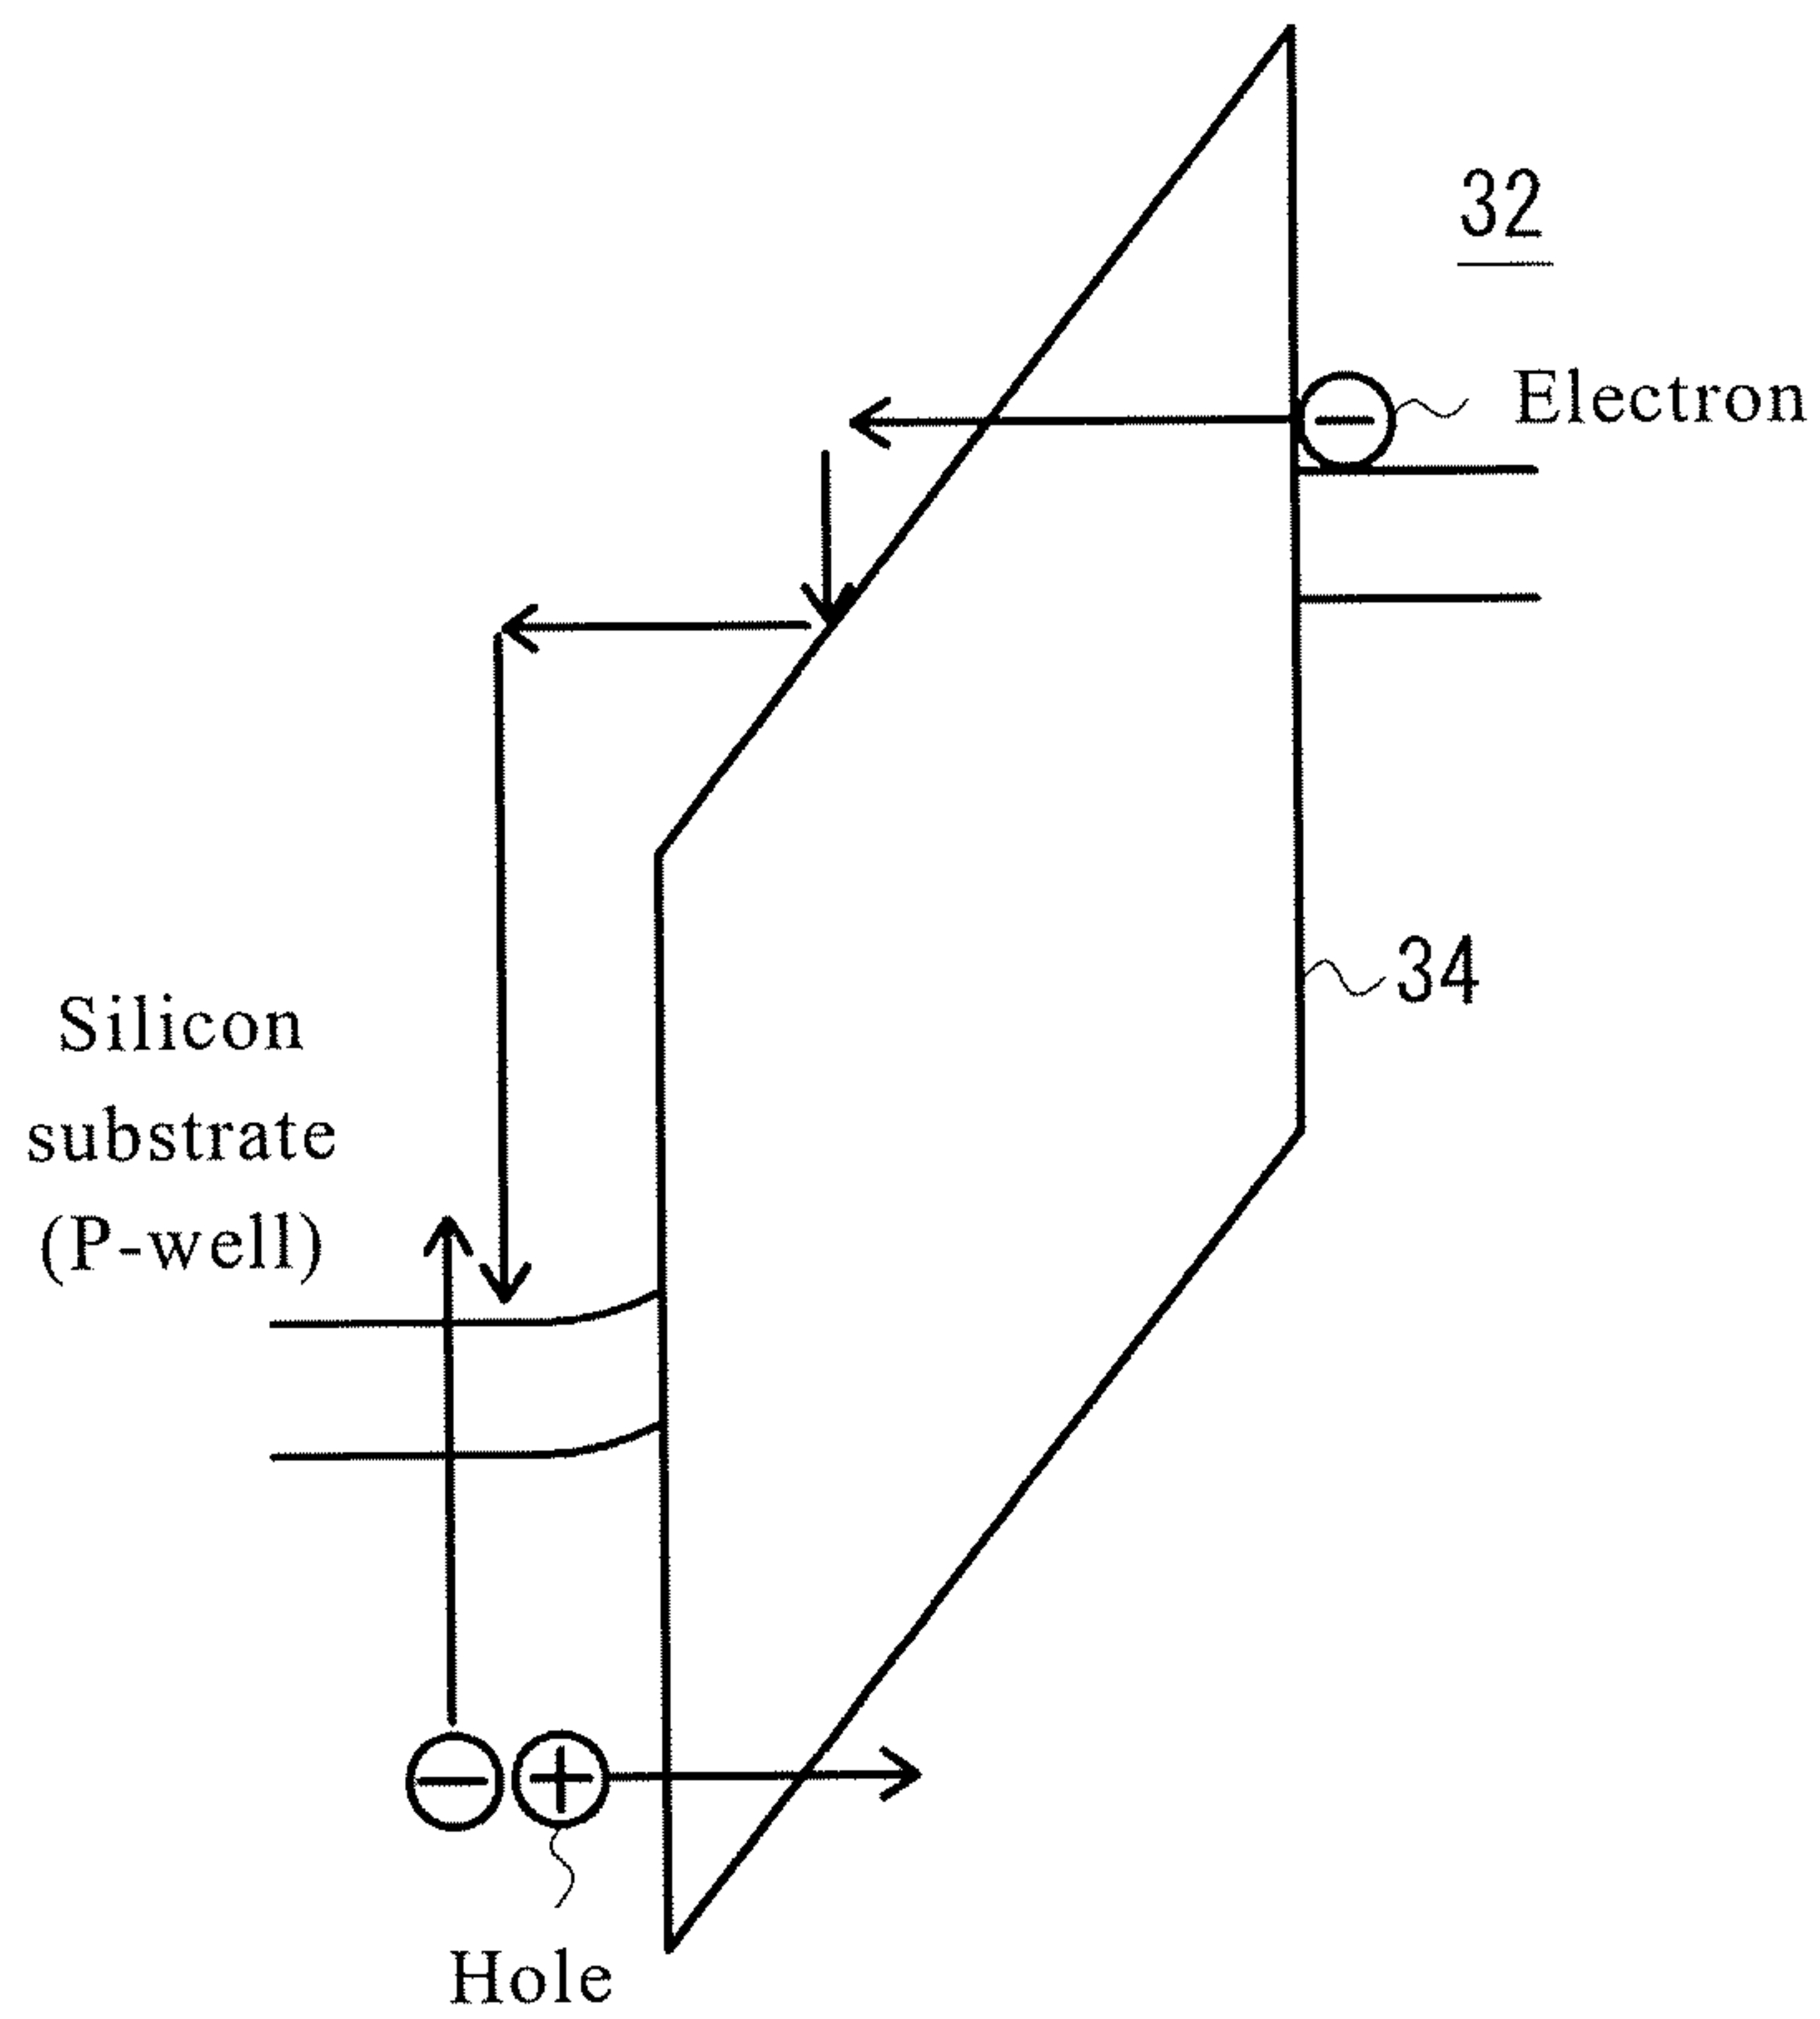 32
Electron
34
Silicon
substrate
(P-well)
Hole